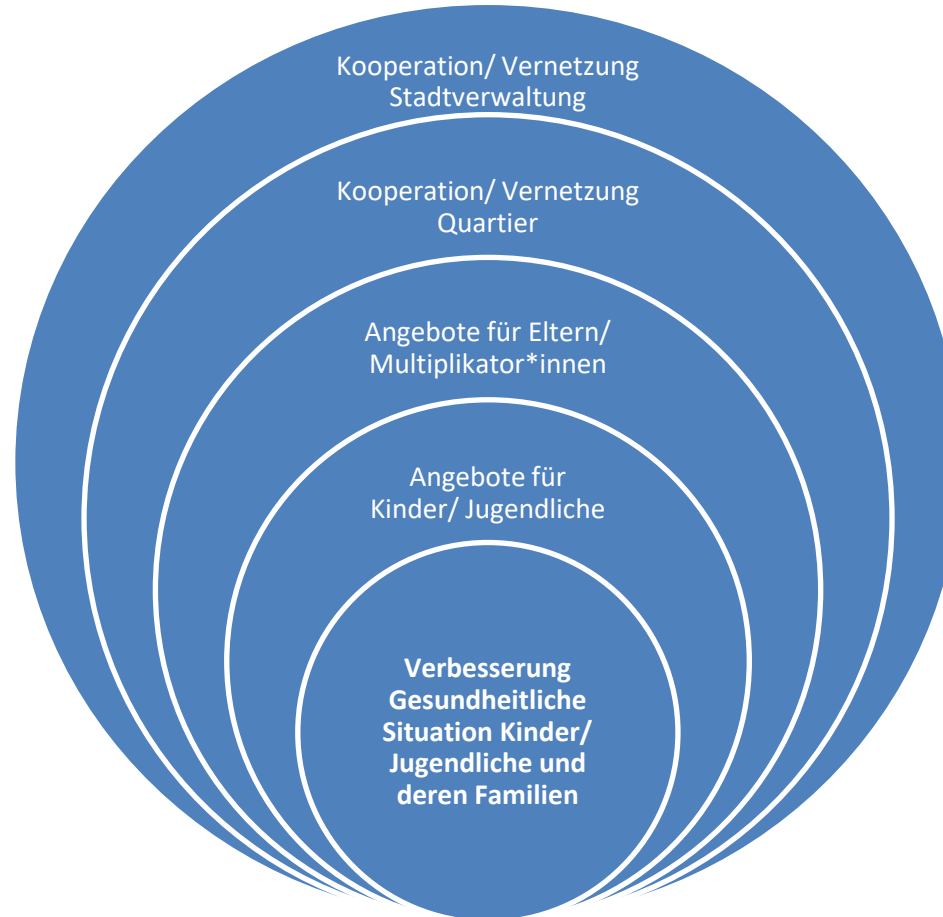 Kooperation/ Vernetzung
Stadtverwaltung
Kooperation/ Vernetzung
Quartier
Angebote für Eltern/
Multiplikator*innen
Angebote für
Kinder/ Jugendliche
Verbesserung
Gesundheitliche
Situation Kinder/
Jugendliche und
deren Familien